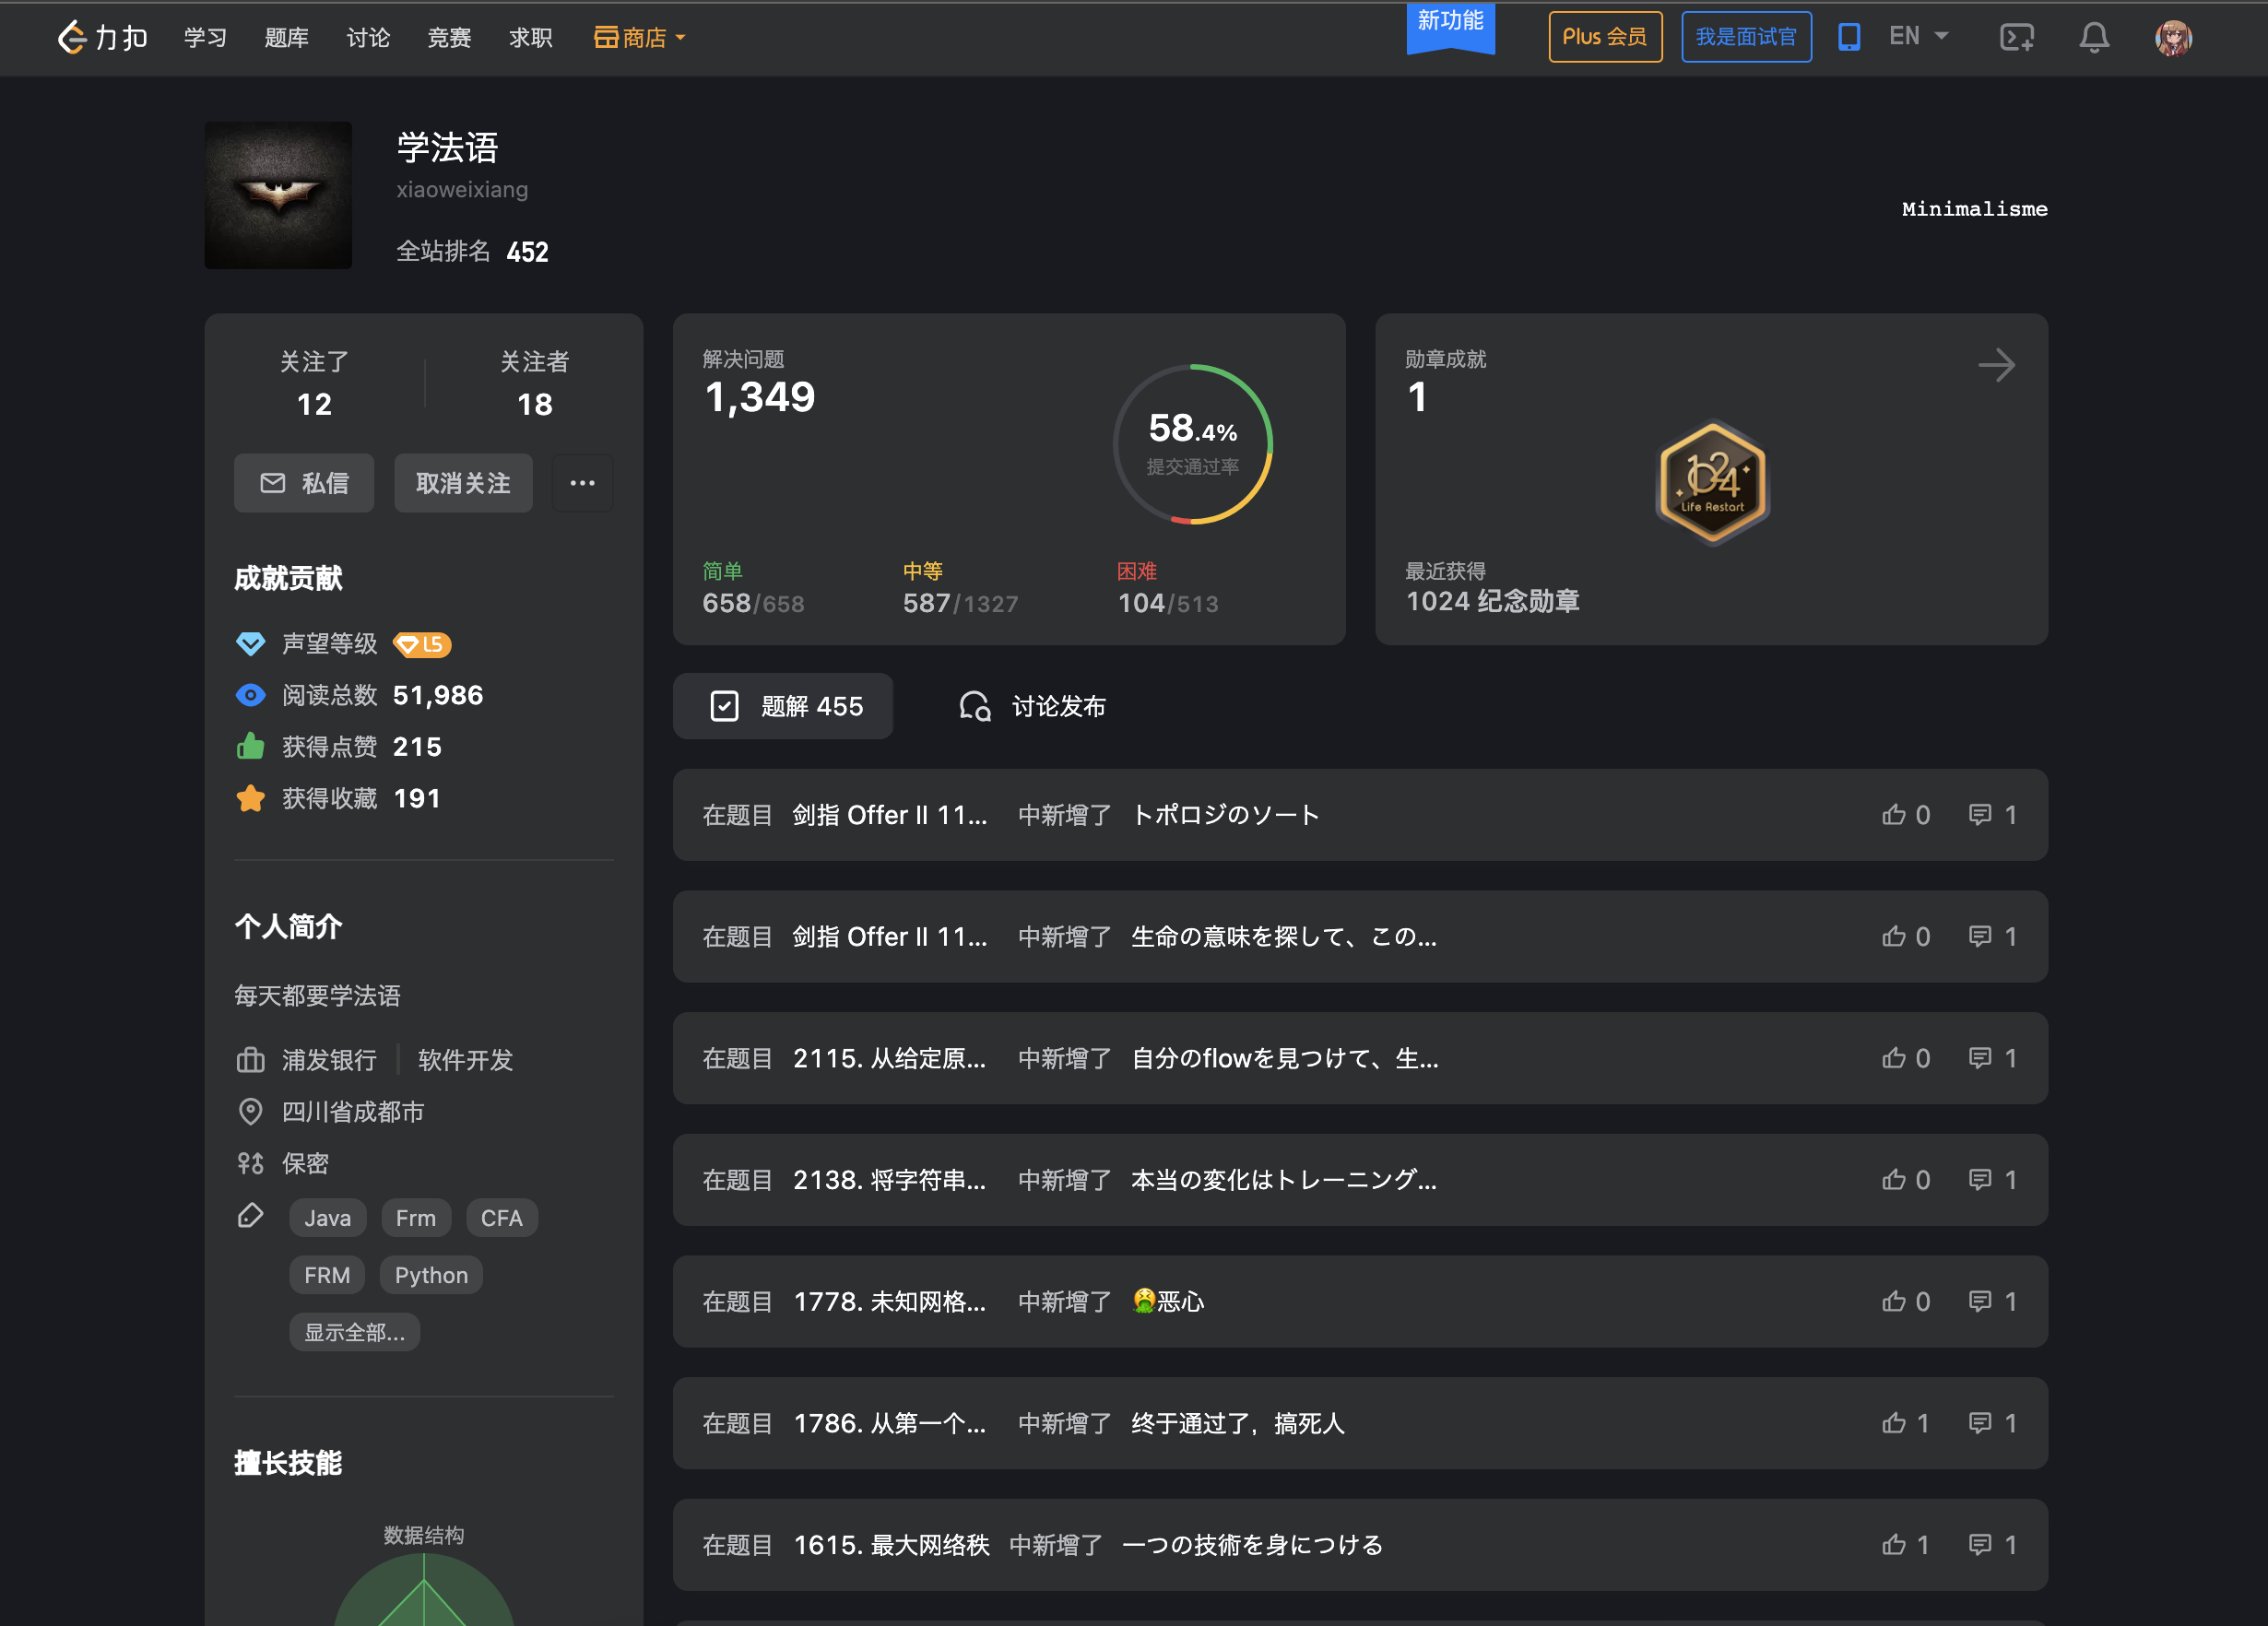 力扣 学习 题库 讨论 竞赛 求职 商店 新功能 Plus 会员 我是面试官 EN
学法语
xiaoweixiang
全站排名 452
Minimalisme
关注了 关注者
12 18
私信 取消关注 ...
成就贡献
声望等级 L5
阅读总数 51,986
获得点赞 215
获得收藏 191
个人简介
每天都要学法语
浦发银行 软件开发
四川省成都市
保密
Java Frm CFA
FRM Python
显示全部...
擅长技能
数据结构
解决问题
1,349
58.4%
提交通过率
简单 中等 困难
658/658 587/1327 104/513
勋章成就
1
1024
Life Restart
最近获得
1024 纪念勋章
题解 455 讨论发布
在题目 剑指 Offer II 11... 中新增了 トポロジのソート 0 1
在题目 剑指 Offer II 11... 中新增了 生命の意味を探して、この... 0 1
在题目 2115. 从给定原... 中新增了 自分のflowを見つけて、生... 0 1
在题目 2138. 将字符串... 中新增了 本当の変化はトレーニング... 0 1
在题目 1778. 未知网格... 中新增了 🤮恶心 0 1
在题目 1786. 从第一个... 中新增了 终于通过了，搞死人 1 1
在题目 1615. 最大网络秩 中新增了 一つの技術を身につける 1 1